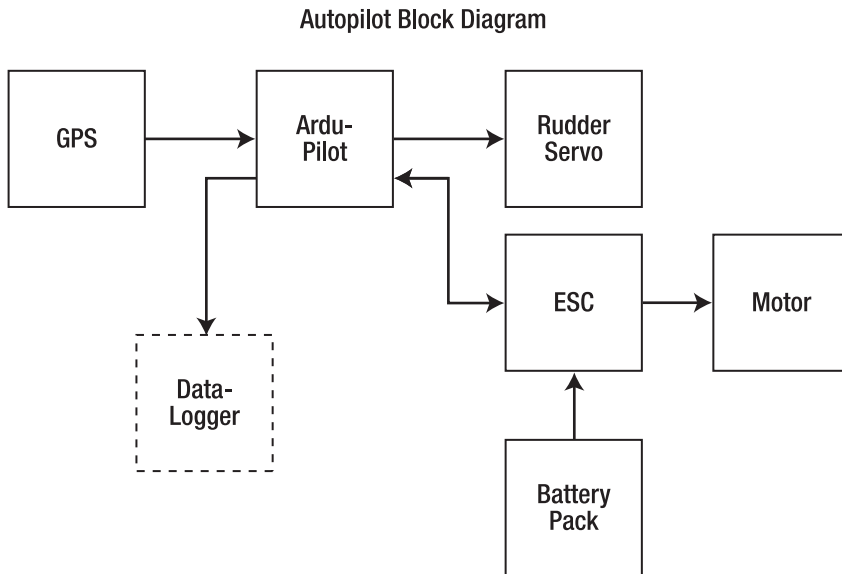 Autopilot Block Diagram
GPS
Ardu-
Pilot
Rudder
Servo
ESC
Motor
Data-
Logger
Battery
Pack